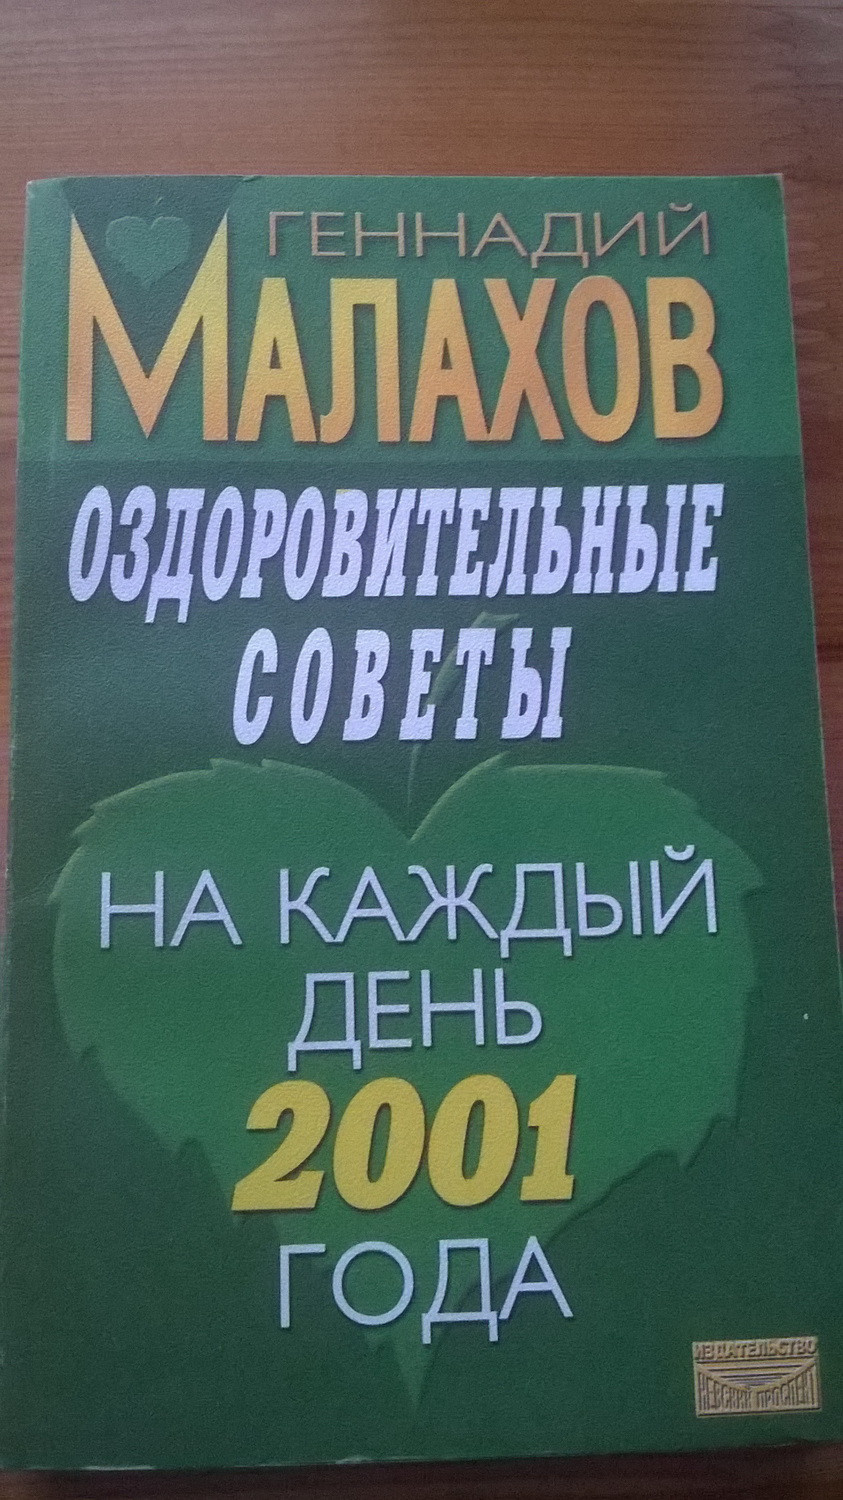 ГЕННАДИЙ
МАЛАХОВ
ОЗДОРОВИТЕЛЬНЫЕ
СОВЕТЫ
НА КАЖДЫЙ
ДЕНЬ
2001
ГОДА
ИЗДАТЕЛЬСТВО
НЕВСКИЙ ПРОСПЕКТ